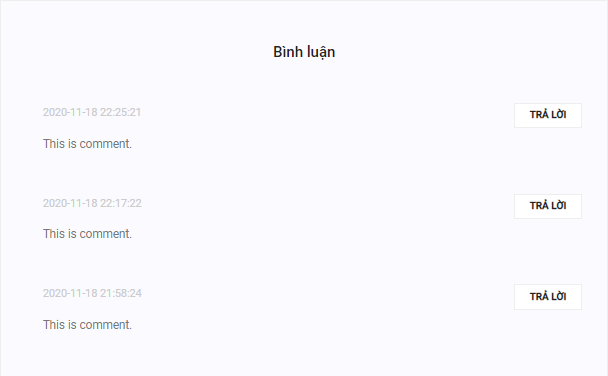 Bình luận
2020-11-18 22:25:21
TRẢ LỜI
This is comment.
2020-11-18 22:17:22
TRẢ LỜI
This is comment.
2020-11-18 21:58:24
TRẢ LỜI
This is comment.